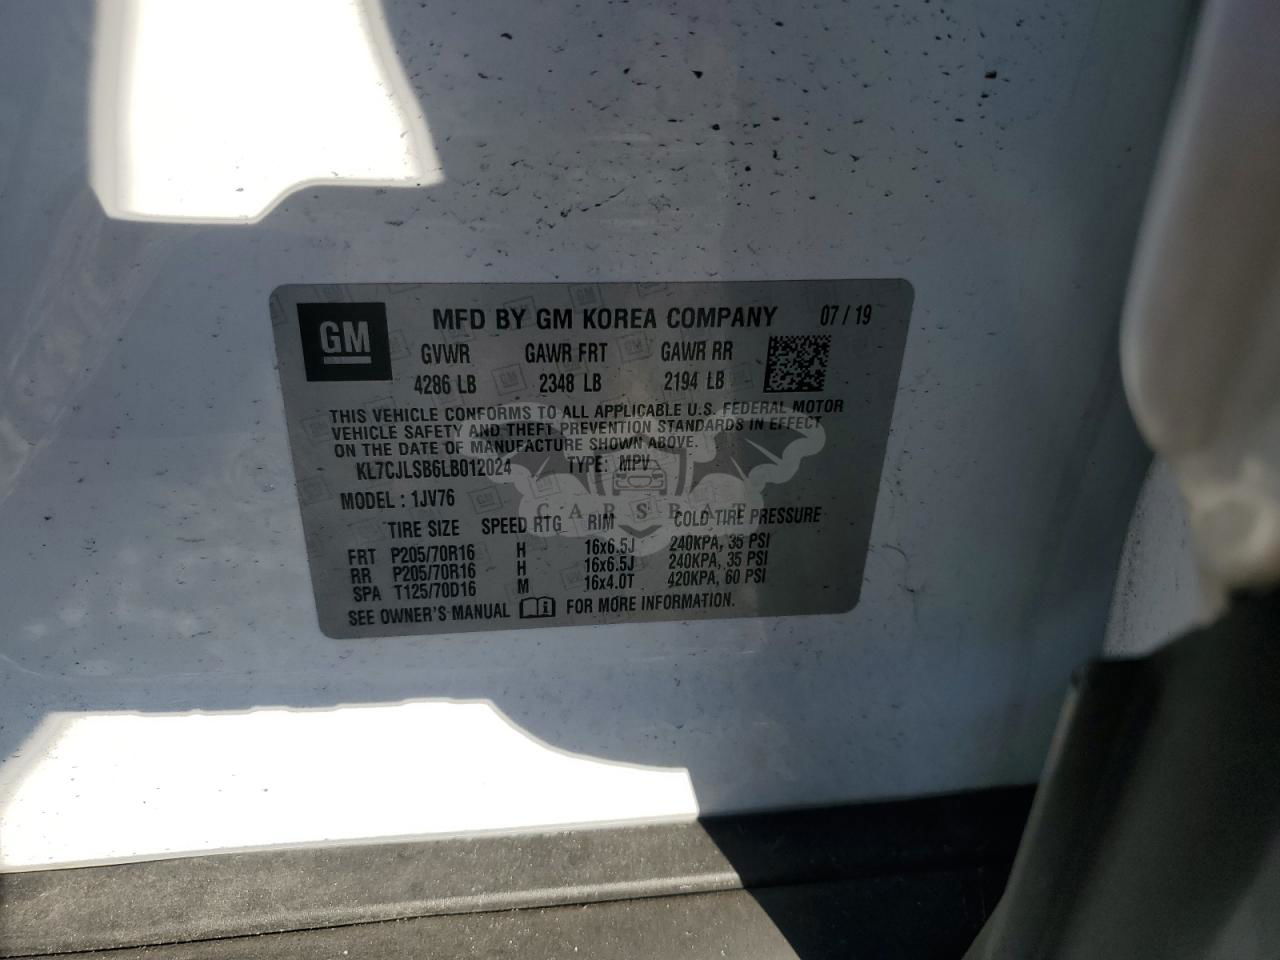 GM
MFD BY GM KOREA COMPANY 07 / 19
GVWR GAWR FRT GAWR RR
4286 LB 2348 LB 2194 LB
THIS VEHICLE CONFORMS TO ALL APPLICABLE U.S. FEDERAL MOTOR
VEHICLE SAFETY AND THEFT PREVENTION STANDARDS IN EFFECT
ON THE DATE OF MANUFACTURE SHOWN ABOVE.
KL7CJLSB6LB012024 TYPE: MPV
MODEL : 1JV76
CARSBAT
TIRE SIZE SPEED RTG RIM COLD TIRE PRESSURE
FRT P205/70R16 H 16x6.5J 240KPA, 35 PSI
RR P205/70R16 H 16x6.5J 240KPA, 35 PSI
SPA T125/70D16 M 16x4.0T 420KPA, 60 PSI
SEE OWNER'S MANUAL FOR MORE INFORMATION.